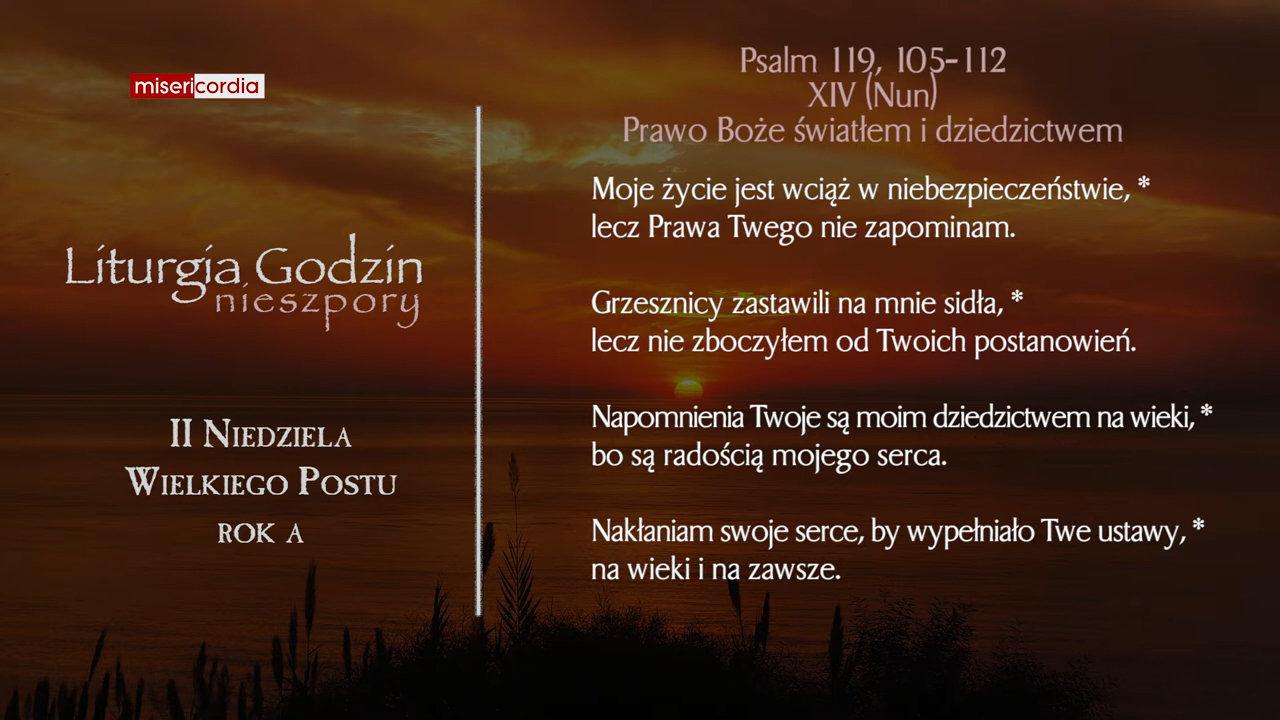 misericordia
Liturgia Godzin
nieszpory
II Niedziela
Wielkiego Postu
rok A
Psalm 119, 105-112
XIV (Nun)
Prawo Boże światłem i dziedzictwem
Moje życie jest wciąż w niebezpieczeństwie, *
lecz Prawa Twego nie zapominam.
Grzesznicy zastawili na mnie sidła, *
lecz nie zboczyłem od Twoich postanowień.
Napomnienia Twoje są moim dziedzictwem na wieki, *
bo są radością mojego serca.
Nakłaniam swoje serce, by wypełniało Twe ustawy, *
na wieki i na zawsze.